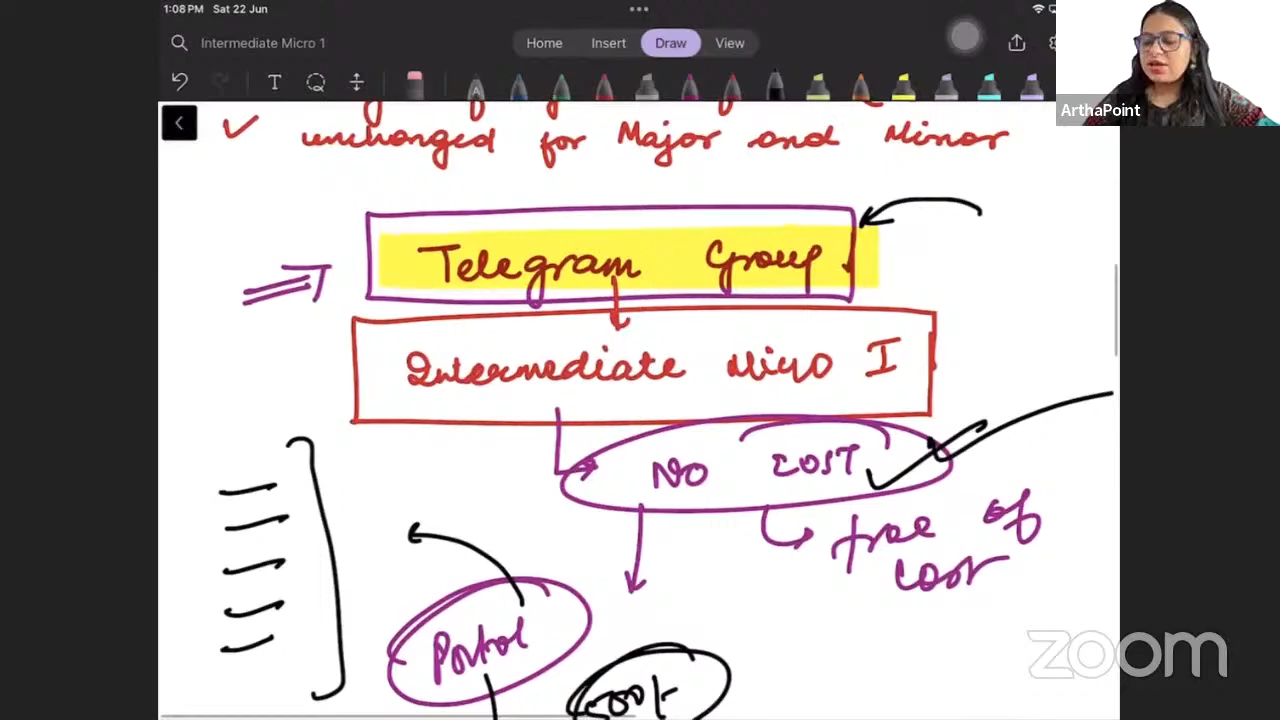 1:08 PM Sat 22 Jun
Intermediate Micro 1
Home Insert Draw View
ArthaPoint
unchanged for Major and Minor
Telegram Group
Intermediate Micro I
NO COST
free of
cost
Portal
zoom